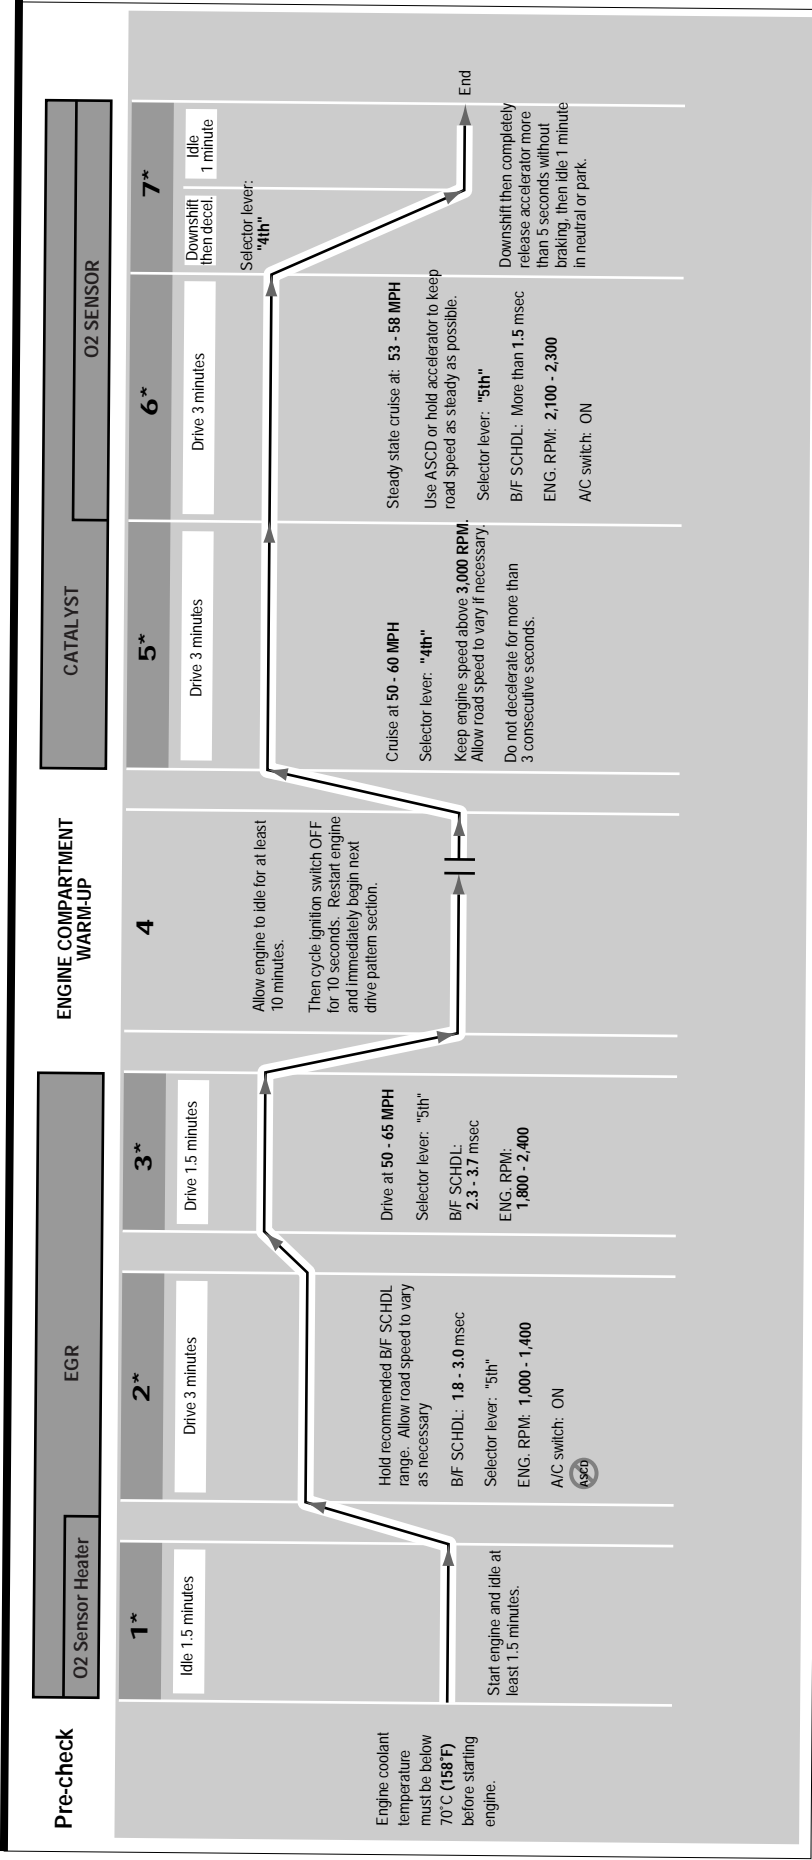 Pre-check
Engine coolant
temperature
must be below
70˚C (158˚F)
before starting
engine.
EGR
O2 Sensor Heater
1*
Idle 1.5 minutes
Start engine and idle at
least 1.5 minutes.
2*
Drive 3 minutes
Hold recommended B/F SCHDL
range. Allow road speed to vary
as necessary
B/F SCHDL: 1.8 - 3.0 msec
Selector lever: "5th"
ENG. RPM: 1,000 - 1,400
A/C switch: ON
ASCD
3*
Drive 1.5 minutes
Drive at 50 - 65 MPH
Selector lever: "5th"
B/F SCHDL:
2.3 - 3.7 msec
ENG. RPM:
1,800 - 2,400
ENGINE COMPARTMENT
WARM-UP
4
Allow engine to idle for at least
10 minutes.
Then cycle ignition switch OFF
for 10 seconds. Restart engine
and immediately begin next
drive pattern section.
CATALYST
O2 SENSOR
5*
Drive 3 minutes
Cruise at 50 - 60 MPH
Selector lever: "4th"
Keep engine speed above 3,000 RPM.
Allow road speed to vary if necessary.
Do not decelerate for more than
3 consecutive seconds.
6*
Drive 3 minutes
Steady state cruise at: 53 - 58 MPH
Use ASCD or hold accelerator to keep
road speed as steady as possible.
Selector lever: "5th"
B/F SCHDL: More than 1.5 msec
ENG. RPM: 2,100 - 2,300
A/C switch: ON
7*
Downshift
then decel.
Idle
1 minute
Selector lever:
"4th"
End
Downshift then completely
release accelerator more
than 5 seconds without
braking, then idle 1 minute
in neutral or park.